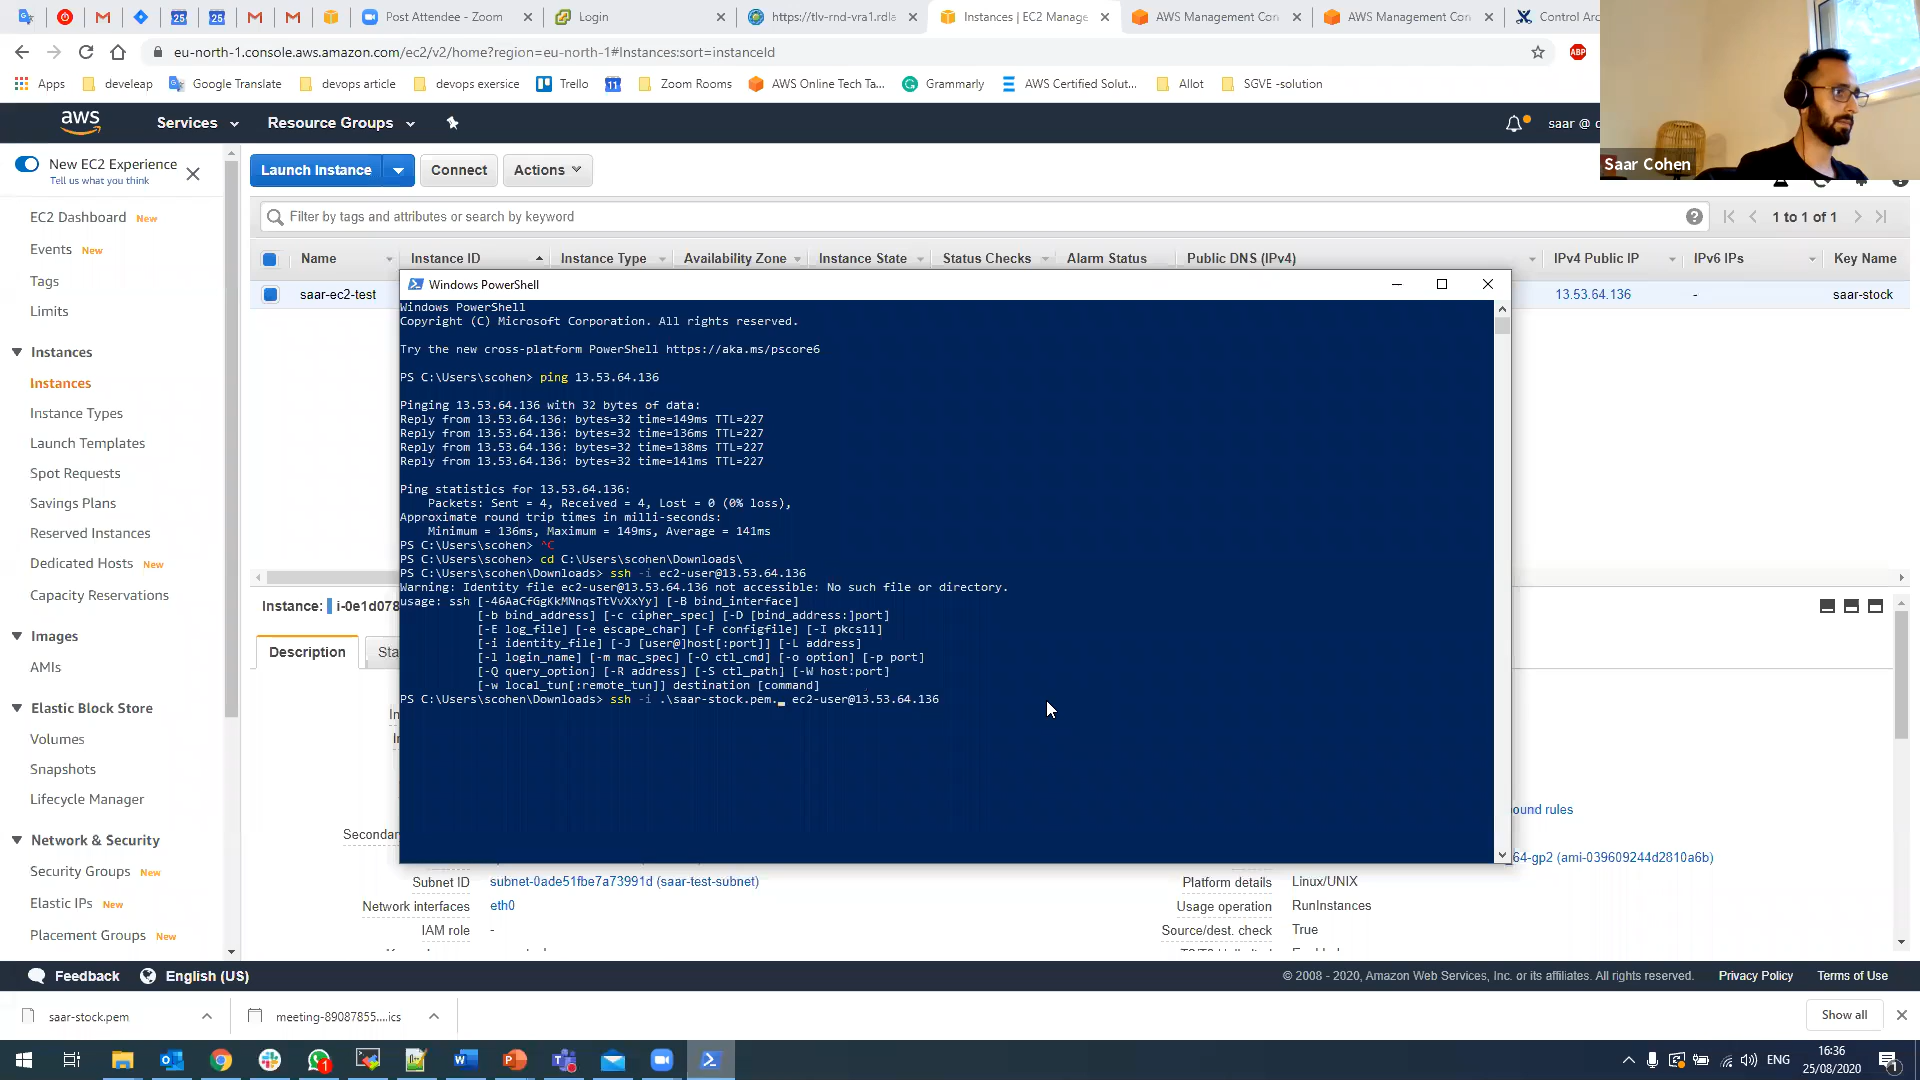 Post Attendee - Zoom
Login
https://tlv-rnd-vra1.rdla
Instances | EC2 Manage
AWS Management Con
AWS Management Con
Control Arc
eu-north-1.console.aws.amazon.com/ec2/v2/home?region=eu-north-1#Instances:sort=instanceId
ABP
Apps
develeap
Google Translate
devops article
devops exersice
Trello
Zoom Rooms
AWS Online Tech Ta...
Grammarly
AWS Certified Solut...
Allot
SGVE -solution
aws
Services
Resource Groups
saar @ 
Saar Cohen
New EC2 Experience
Tell us what you think
Launch Instance
Connect
Actions
EC2 Dashboard New
Events New
Tags
Limits
Instances
Instances
Instance Types
Launch Templates
Spot Requests
Savings Plans
Reserved Instances
Dedicated Hosts New
Capacity Reservations
Images
AMIs
Elastic Block Store
Volumes
Snapshots
Lifecycle Manager
Network & Security
Security Groups New
Elastic IPs New
Placement Groups New
Filter by tags and attributes or search by keyword
1 to 1 of 1
Name
Instance ID
Instance Type
Availability Zone
Instance State
Status Checks
Alarm Status
Public DNS (IPv4)
IPv4 Public IP
IPv6 IPs
Key Name
saar-ec2-test
13.53.64.136
-
saar-stock
Windows PowerShell
Windows PowerShell
Copyright (C) Microsoft Corporation. All rights reserved.
Try the new cross-platform PowerShell https://aka.ms/pscore6
PS C:\Users\scohen> ping 13.53.64.136
Pinging 13.53.64.136 with 32 bytes of data:
Reply from 13.53.64.136: bytes=32 time=149ms TTL=227
Reply from 13.53.64.136: bytes=32 time=136ms TTL=227
Reply from 13.53.64.136: bytes=32 time=138ms TTL=227
Reply from 13.53.64.136: bytes=32 time=141ms TTL=227
Ping statistics for 13.53.64.136:
Packets: Sent = 4, Received = 4, Lost = 0 (0% loss),
Approximate round trip times in milli-seconds:
Minimum = 136ms, Maximum = 149ms, Average = 141ms
PS C:\Users\scohen> ^C
PS C:\Users\scohen> cd C:\Users\scohen\Downloads\
PS C:\Users\scohen\Downloads> ssh -i ec2-user@13.53.64.136
Warning: Identity file ec2-user@13.53.64.136 not accessible: No such file or directory.
usage: ssh [-46AaCfGgKkMNnqsTtVvXxYy] [-B bind_interface]
[-b bind_address] [-c cipher_spec] [-D [bind_address:]port]
[-E log_file] [-e escape_char] [-F configfile] [-I pkcs11]
[-i identity_file] [-J [user@]host[:port]] [-L address]
[-l login_name] [-m mac_spec] [-O ctl_cmd] [-o option] [-p port]
[-Q query_option] [-R address] [-S ctl_path] [-W host:port]
[-w local_tun[:remote_tun]] destination [command]
PS C:\Users\scohen\Downloads> ssh -i .\saar-stock.pem._ ec2-user@13.53.64.136
Instance: i-0e1d078
Description
Sta
In
In
Secondar
ound rules
64-gp2 (ami-039609244d2810a6b)
Subnet ID
subnet-0ade51fbe7a73991d (saar-test-subnet)
Platform details
Linux/UNIX
Network interfaces
eth0
Usage operation
RunInstances
IAM role
-
Source/dest. check
True
Feedback
English (US)
© 2008 - 2020, Amazon Web Services, Inc. or its affiliates. All rights reserved.
Privacy Policy
Terms of Use
saar-stock.pem
meeting-89087855....ics
Show all
ENG
16:36
25/08/2020